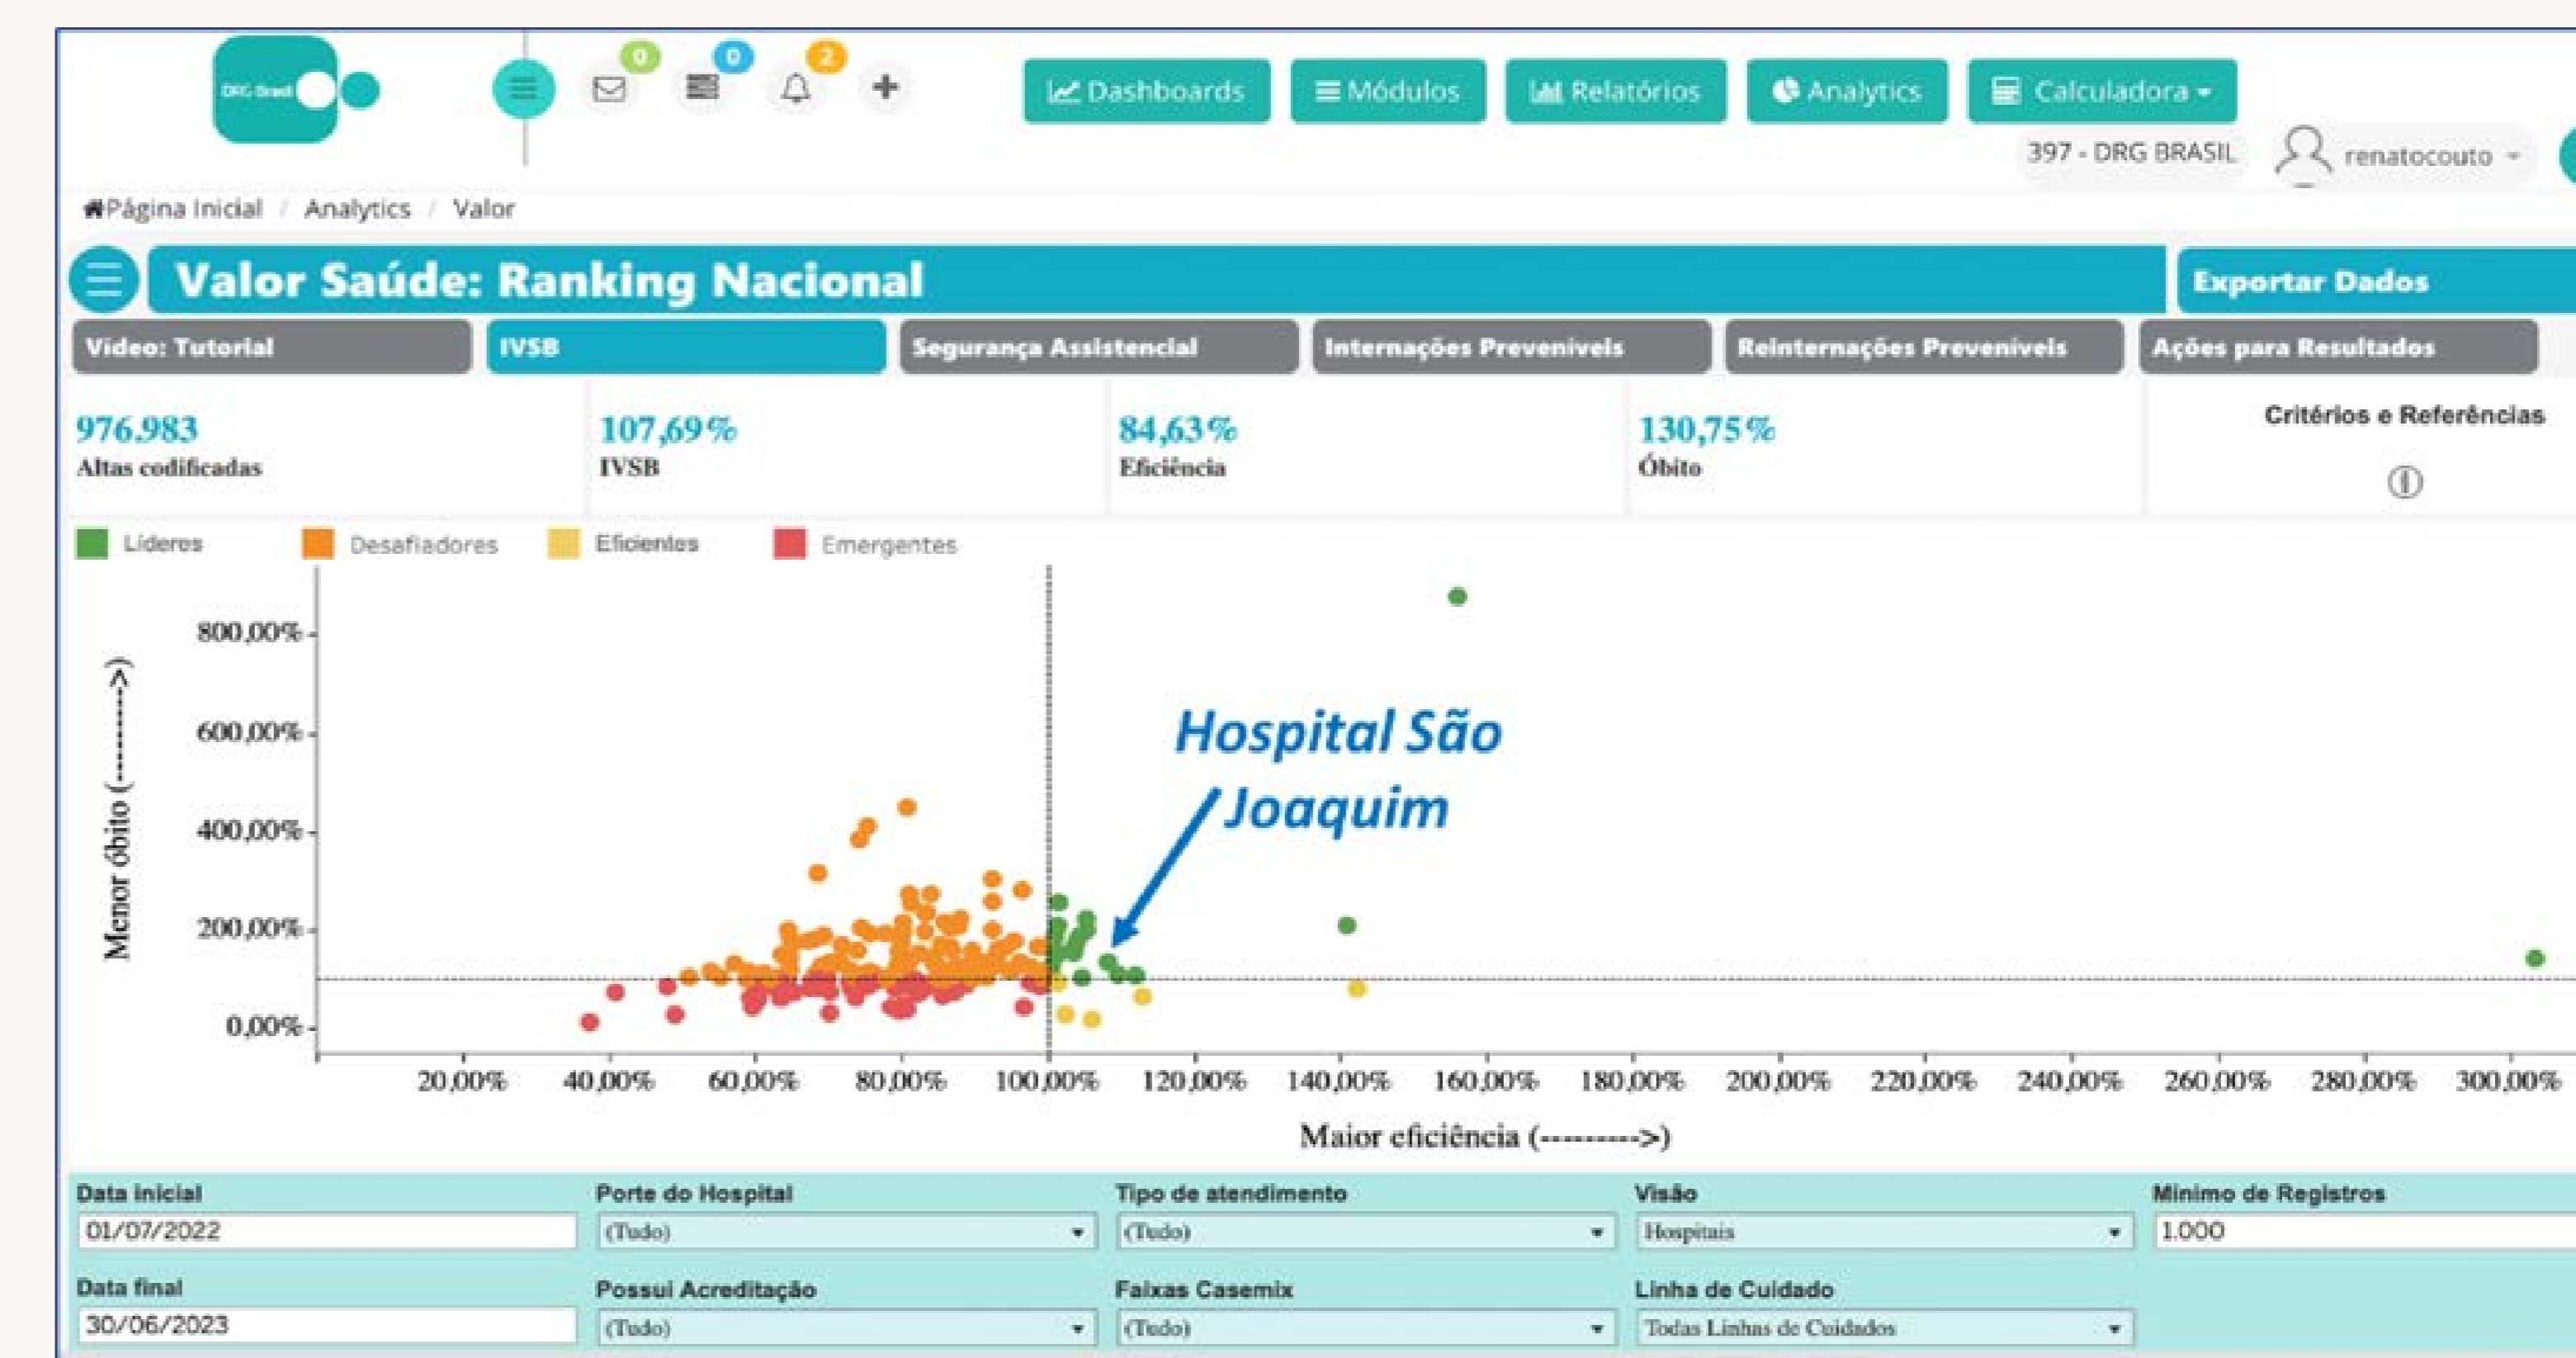 DRG Brasil
0 0 2
Dashboards Módulos Relatórios Analytics Calculadora
397 - DRG BRASIL renatocouto
Página Inicial / Analytics / Valor
Valor Saúde: Ranking Nacional Exportar Dados
Vídeo: Tutorial IVSB Segurança Assistencial Internações Preveníveis Reinternações Preveníveis Ações para Resultados
976.983 107,69% 84,63% 130,75% Critérios e Referências
Altas codificadas IVSB Eficiência Óbito
Líderes Desafiadores Eficientes Emergentes
800,00%
600,00%
400,00%
200,00%
0,00%
Menor óbito (--------->)
Hospital São
Joaquim
20,00% 40,00% 60,00% 80,00% 100,00% 120,00% 140,00% 160,00% 180,00% 200,00% 220,00% 240,00% 260,00% 280,00% 300,00%
Maior eficiência (--------->)
Data inicial Porte do Hospital Tipo de atendimento Visão Mínimo de Registros
01/07/2022 (Tudo) (Tudo) Hospitais 1.000
Data final Possui Acreditação Faixas Casemix Linha de Cuidado
30/06/2023 (Tudo) (Tudo) Todas Linhas de Cuidados